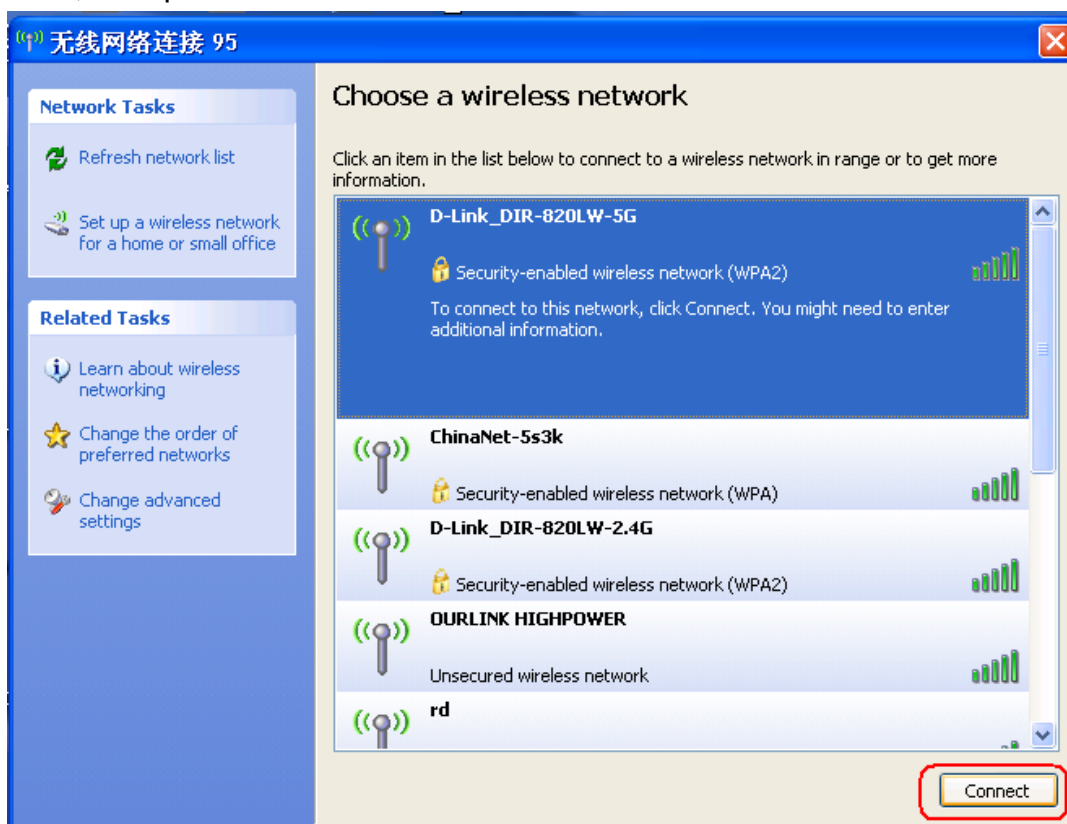 无线网络连接 95
Network Tasks
Refresh network list
Set up a wireless network
for a home or small office
Related Tasks
Learn about wireless
networking
Change the order of
preferred networks
Change advanced
settings
Choose a wireless network
Click an item in the list below to connect to a wireless network in range or to get more
information.
D-Link_DIR-820LW-5G
Security-enabled wireless network (WPA2)
To connect to this network, click Connect. You might need to enter
additional information.
ChinaNet-5s3k
Security-enabled wireless network (WPA)
D-Link_DIR-820LW-2.4G
Security-enabled wireless network (WPA2)
OURLINK HIGHPOWER
Unsecured wireless network
rd
Connect